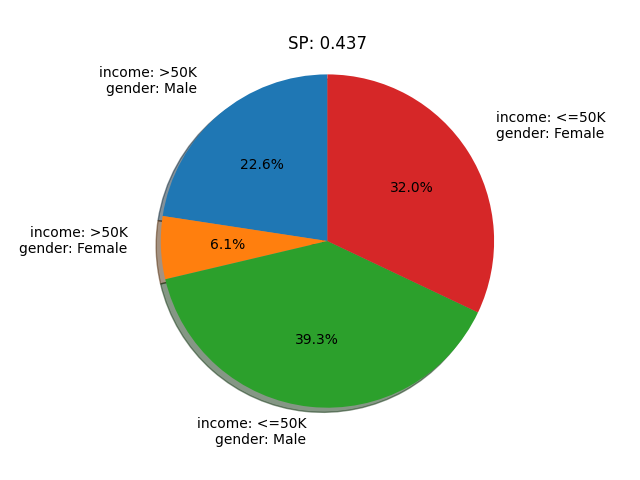 SP: 0.437
income: >50K
gender: Male
22.6%
income: <=50K
gender: Female
32.0%
income: >50K
gender: Female
6.1%
39.3%
income: <=50K
gender: Male